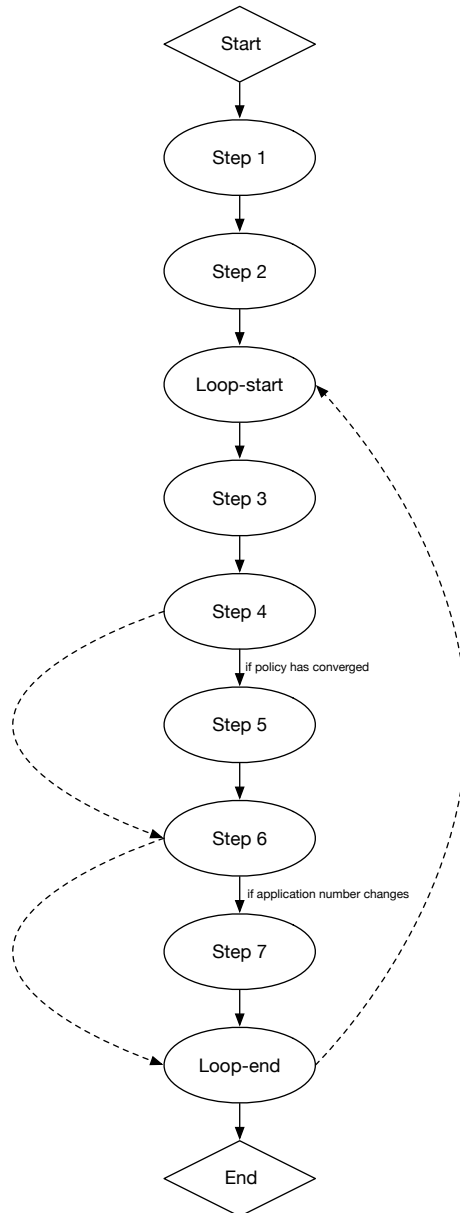 Start
Step 1
Step 2
Loop-start
Step 3
Step 4
if policy has converged
Step 5
Step 6
if application number changes
Step 7
Loop-end
End